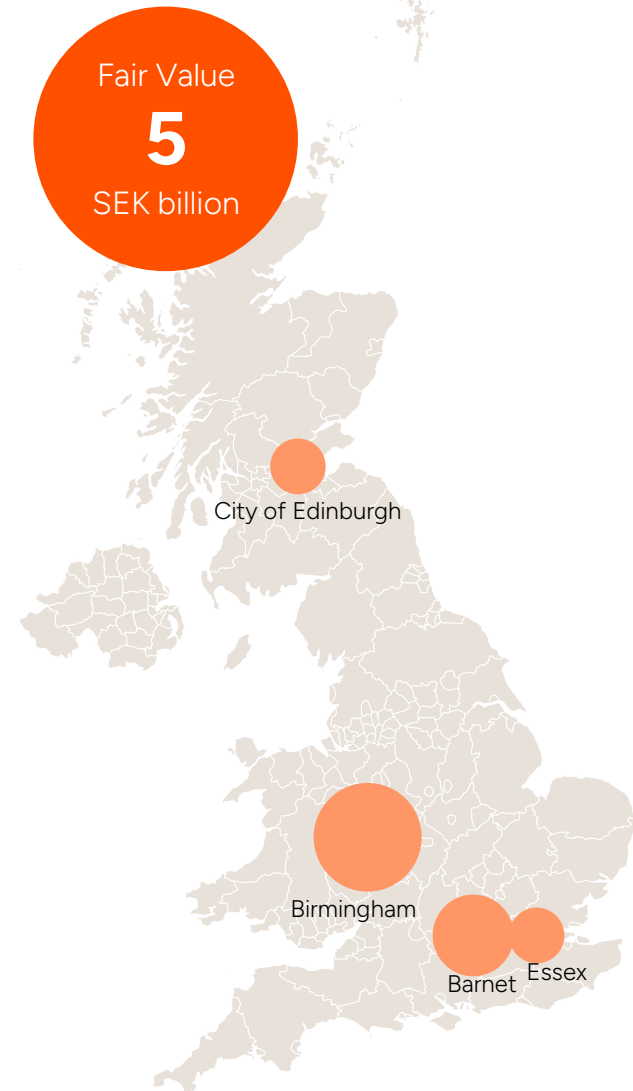 Fair Value
5
SEK billion
City of Edinburgh
Birmingham
Essex
Barnet